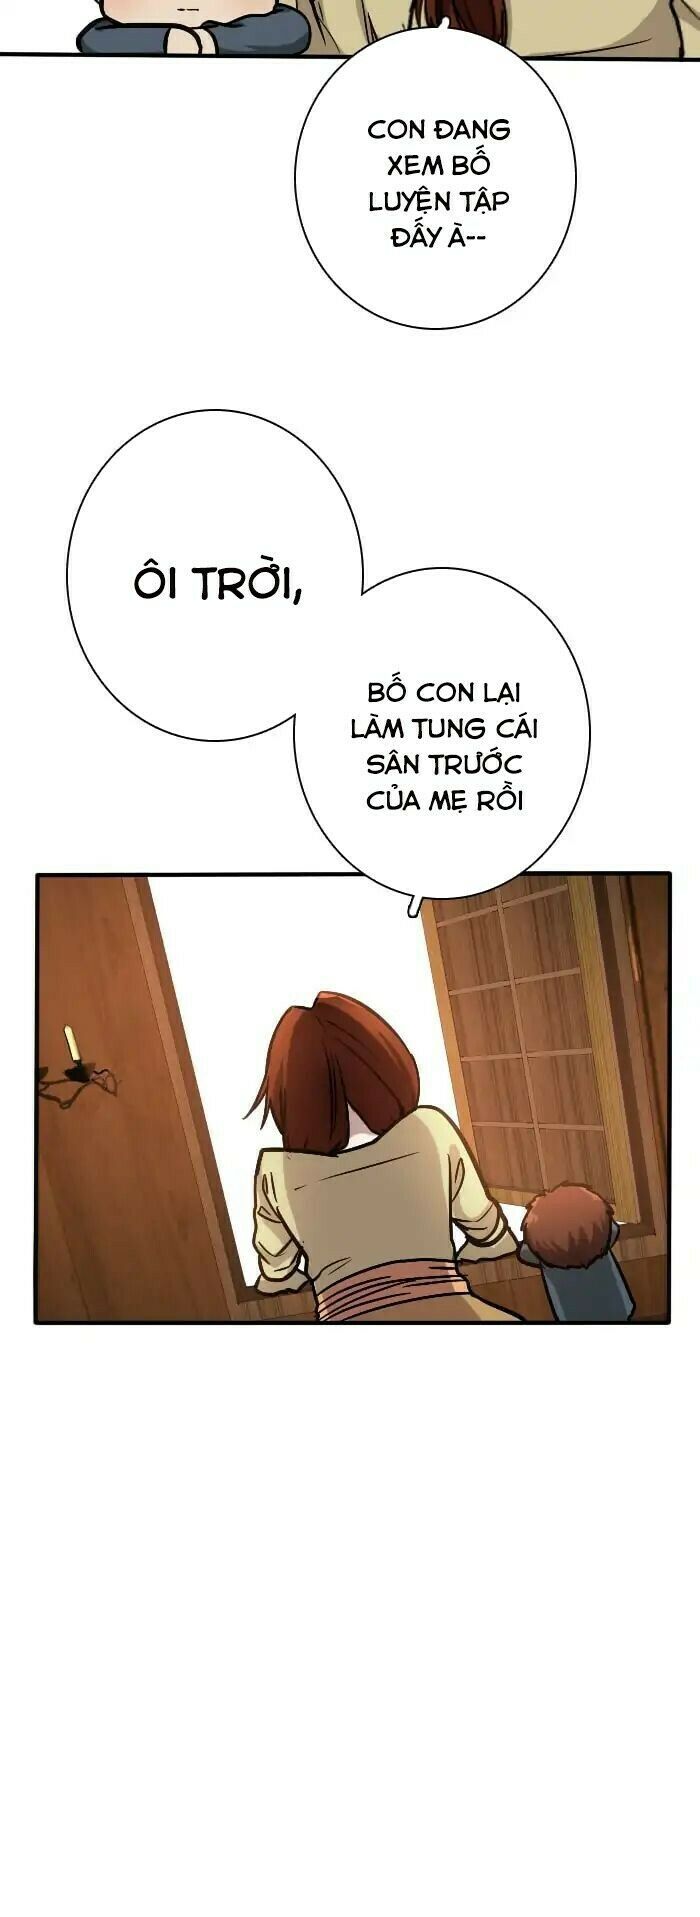 CON ĐANG
XEM BỐ
LUYỆN TẬP
ĐẤY À--
ÔI TRỜI,
BỐ CON LẠI
LÀM TUNG CÁI
SÂN TRƯỚC
CỦA MẸ RỒI